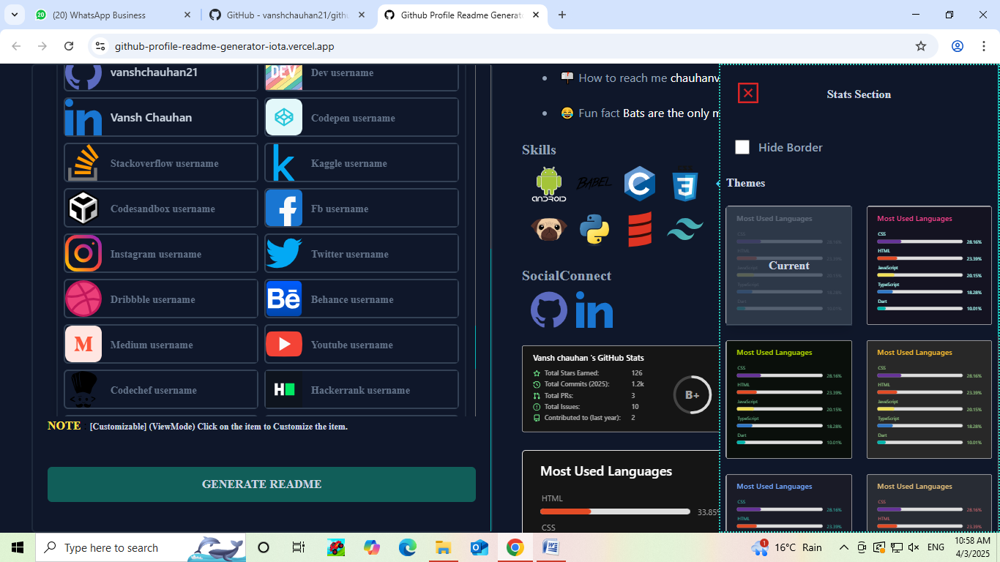 (20) WhatsApp Business
GitHub - vanshchauhan21/githu
Github Profile Readme Generato
github-profile-readme-generator-iota.vercel.app
vanshchauhan21
DEV
Dev username
Vansh Chauhan
Codepen username
Stackoverflow username
Kaggle username
Codesandbox username
Fb username
Instagram username
Twitter username
Dribbble username
Behance username
Medium username
Youtube username
Codechef username
Hackerrank username
NOTE : [Customizable] (ViewMode) Click on the item to Customize the item.
GENERATE README
How to reach me chauhanv
Fun fact Bats are the only m
Skills
ANDROID
BABEL
C
CSS
3
SocialConnect
Vansh chauhan 's GitHub Stats
Total Stars Earned: 126
Total Commits (2025): 1.2k
Total PRs: 3
Total Issues: 10
Contributed to (last year): 2
B+
Most Used Languages
HTML
33.85%
CSS
Stats Section
Hide Border
Themes
Most Used Languages
CSS
28.16%
HTML
23.39%
JavaScript
20.15%
TypeScript
18.28%
Dart
10.01%
Current
Most Used Languages
CSS
28.16%
HTML
23.39%
JavaScript
20.15%
TypeScript
18.28%
Dart
10.01%
Most Used Languages
CSS
28.16%
HTML
23.39%
JavaScript
20.15%
TypeScript
18.28%
Dart
10.01%
Most Used Languages
CSS
28.16%
HTML
23.39%
JavaScript
20.15%
TypeScript
18.28%
Dart
10.01%
Most Used Languages
CSS
28.16%
HTML
23.39%
Most Used Languages
CSS
28.16%
HTML
23.39%
Type here to search
1
16°C Rain
ENG
10:58 AM
4/3/2025